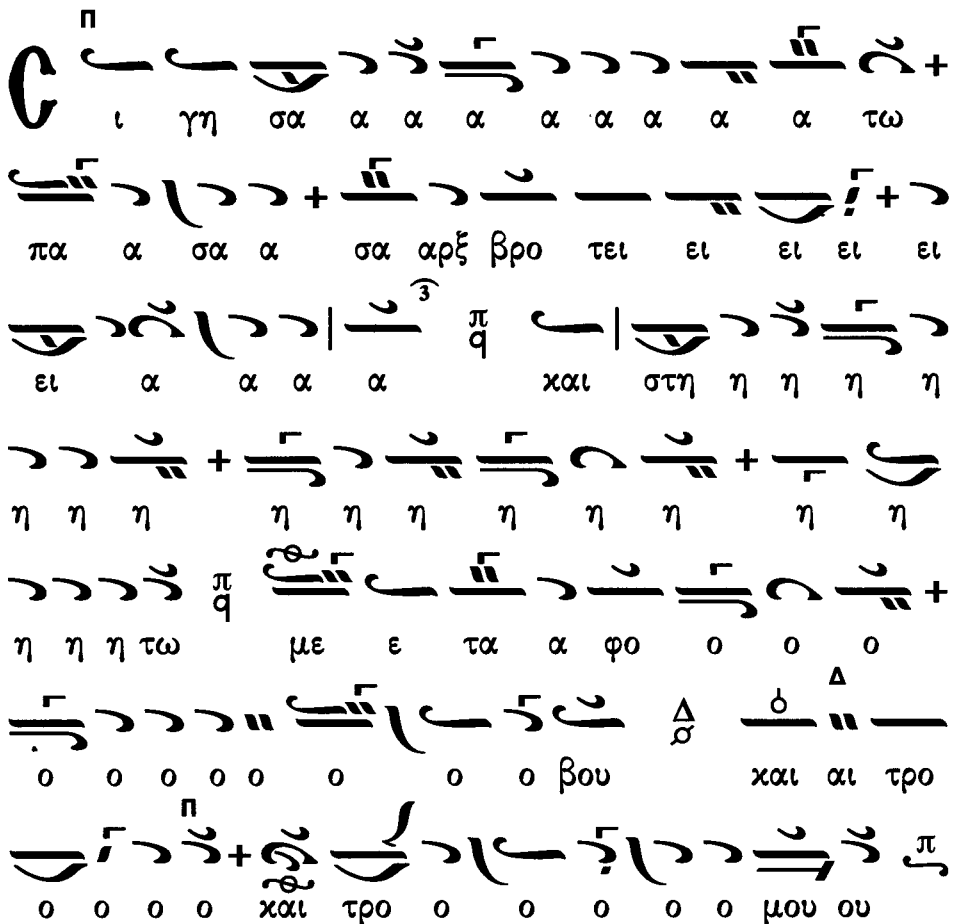 Π
C ι γη σα α α α α α α α α τω
πα α σα α σα αρξ βρο τει ει ει ει ει
3 π q
ει α α α α και στη η η η η
η η η η η η η η η η η
π q
η η η τω με ε τα α φο ο ο ο
Δ
Δ
ο ο ο ο ο ο ο ο βου και αι τρο
Π
π
ο ο ο ο και τρο ο ο ο ο ο μου ου